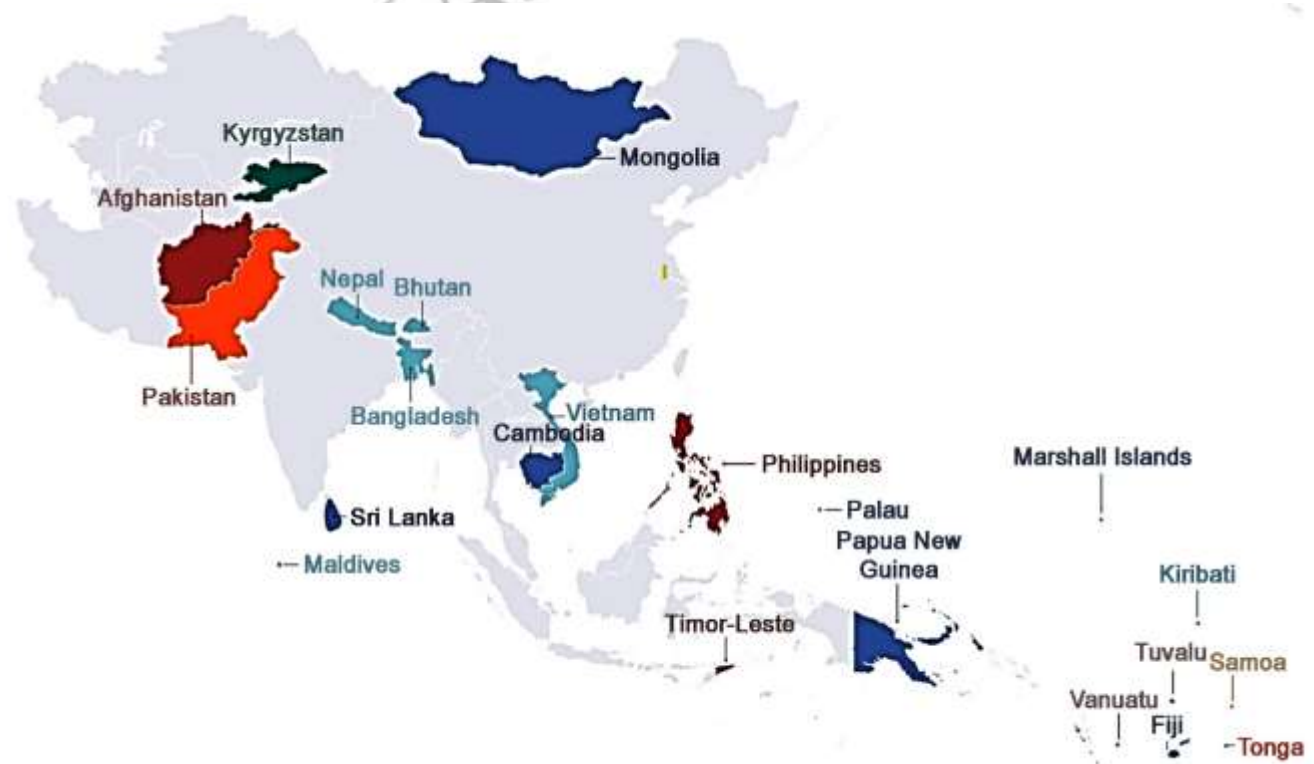 Kyrgyzstan
Mongolia
Afghanistan
Nepal
Bhutan
Pakistan
Bangladesh
Vietnam
Cambodia
Philippines
Marshall Islands
Sri Lanka
Palau
Papua New
Guinea
Maldives
Kiribati
Timor-Leste
Tuvalu
Samoa
Vanuatu
Fiji
Tonga